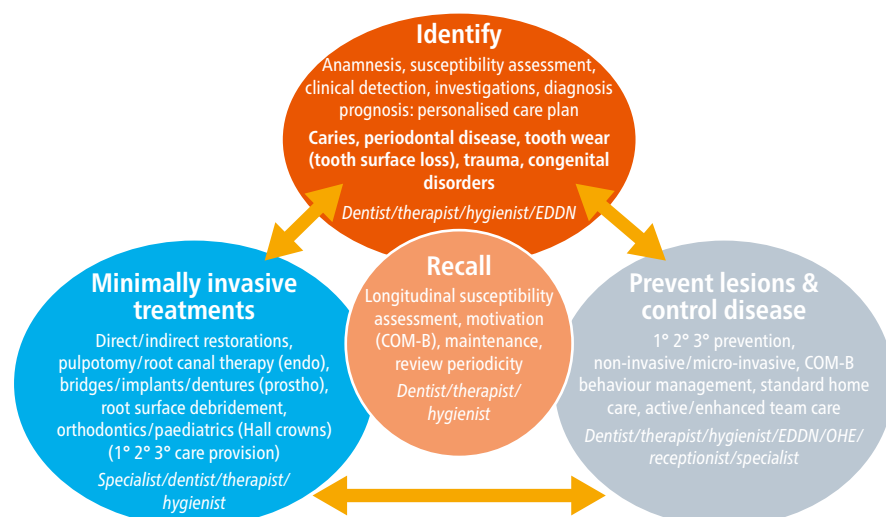 Identify
Anamnesis, susceptibility assessment,
clinical detection, investigations, diagnosis
prognosis: personalised care plan
Caries, periodontal disease, tooth wear
(tooth surface loss), trauma, congenital
disorders
Dentist/therapist/hygienist/EDDN
Minimally invasive
treatments
Direct/indirect restorations,
pulpotomy/root canal therapy (endo),
bridges/implants/dentures (prostho),
root surface debridement,
orthodontics/paediatrics (Hall crowns)
(1° 2° 3° care provision)
Specialist/dentist/therapist/
hygienist
Recall
Longitudinal susceptibility
assessment, motivation
(COM-B), maintenance,
review periodicity
Dentist/therapist/
hygienist
Prevent lesions &
control disease
1° 2° 3° prevention,
non-invasive/micro-invasive, COM-B
behaviour management, standard home
care, active/enhanced team care
Dentist/therapist/hygienist/EDDN/OHE/
receptionist/specialist